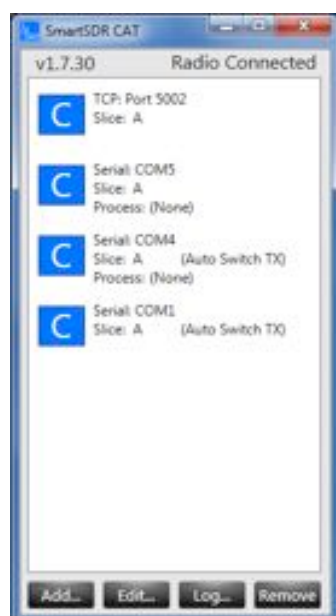 SmartSDR CAT
v1.7.30 Radio Connected
C
TCP: Port 5002
Slice: A
C
Serial: COM5
Slice: A
Process: (None)
C
Serial: COM4
Slice: A (Auto Switch TX)
Process: (None)
C
Serial: COM1
Slice: A (Auto Switch TX)
Add... Edit... Log... Remove